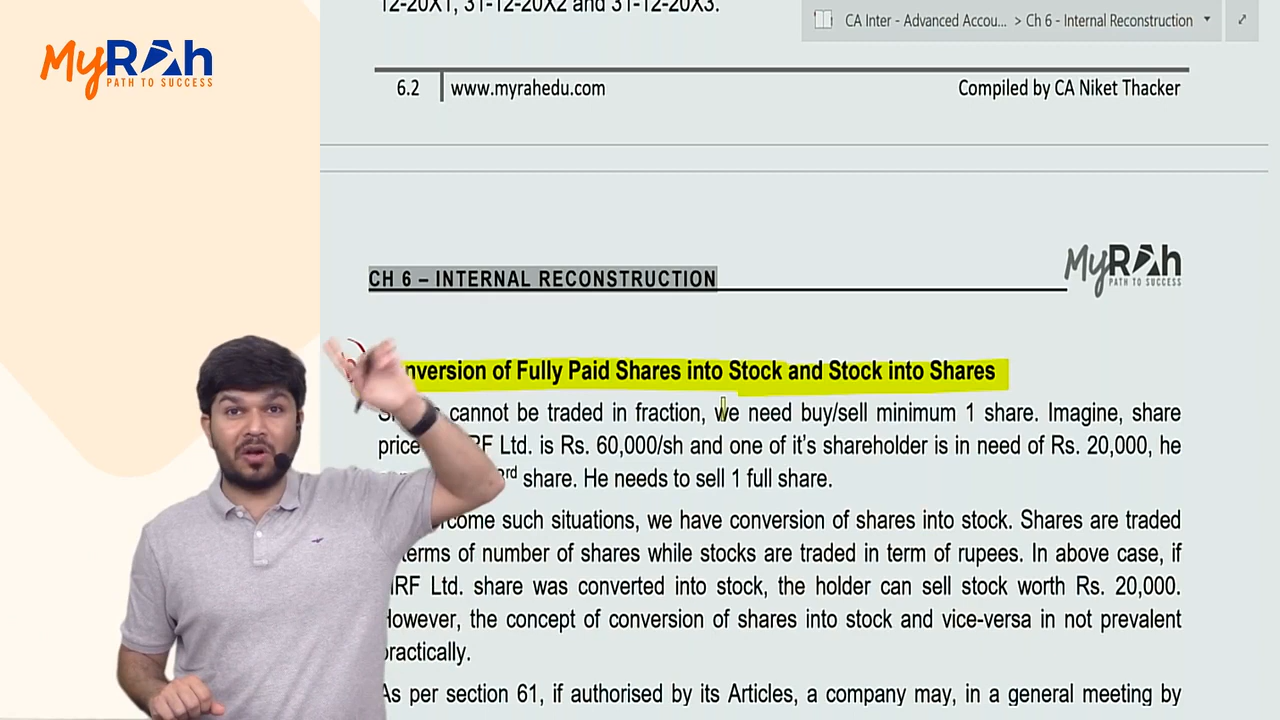 12-20X1, 31-12-20X2 and 31-12-20X3.
CA Inter - Advanced Accou... > Ch 6 - Internal Reconstruction
MyRAh
PATH TO SUCCESS
6.2 www.myrahedu.com Compiled by CA Niket Thacker
MyRAh
PATH TO SUCCESS
CH 6 – INTERNAL RECONSTRUCTION
of Fully Paid Shares into Stock and Stock into Shares
cannot be traded in fraction, we need buy/sell minimum 1 share. Imagine, share
price Ltd. is Rs. 60,000/sh and one of it's shareholder is in need of Rs. 20,000, he
share. He needs to sell 1 full share.
such situations, we have conversion of shares into stock. Shares are traded
terms of number of shares while stocks are traded in term of rupees. In above case, if
Ltd. share was converted into stock, the holder can sell stock worth Rs. 20,000.
However, the concept of conversion of shares into stock and vice-versa in not prevalent
practically.
As per section 61, if authorised by its Articles, a company may, in a general meeting by